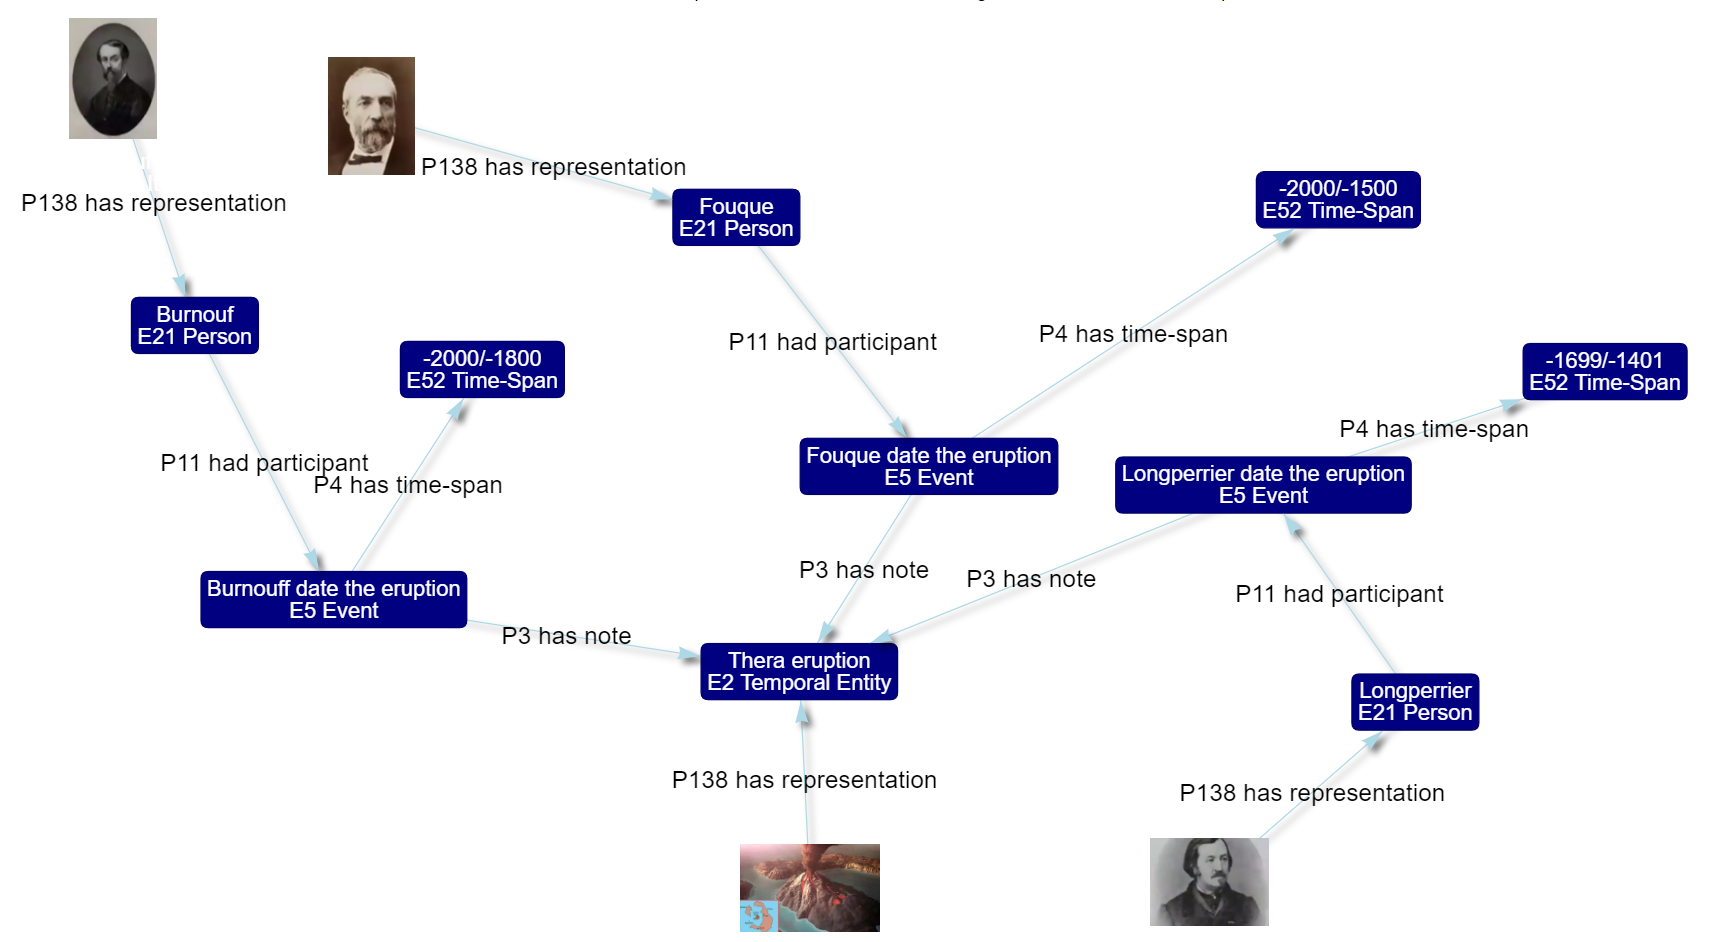 P138 has representation
P138 has representation
-2000/-1500
E52 Time-Span
Fouque
E21 Person
Burnouf
E21 Person
P11 had participant
P4 has time-span
-2000/-1800
E52 Time-Span
-1699/-1401
E52 Time-Span
P4 has time-span
P11 had participant
P4 has time-span
Fouque date the eruption
E5 Event
Longperrier date the eruption
E5 Event
P3 has note
P3 has note
P11 had participant
Burnouff date the eruption
E5 Event
P3 has note
Thera eruption
E2 Temporal Entity
Longperrier
E21 Person
P138 has representation
P138 has representation